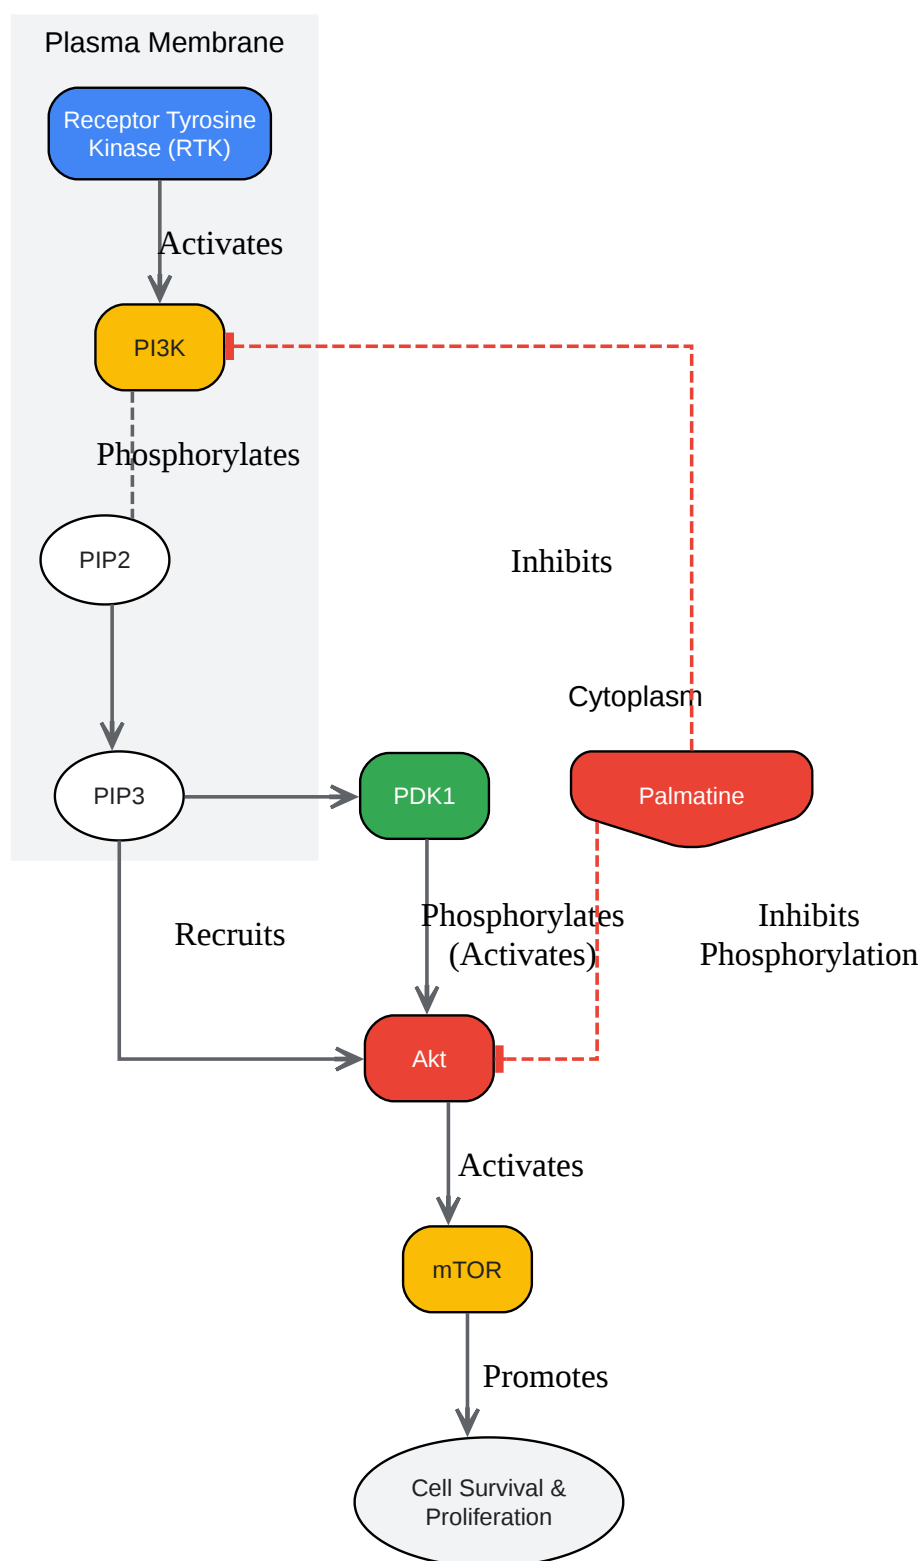 Plasma Membrane
Receptor Tyrosine
Kinase (RTK)
Activates
PI3K
Phosphorylates
PIP2
Inhibits
Cytoplasm
PIP3
PDK1
Palmatine
Recruits
Phosphorylates
(Activates)
Inhibits
Phosphorylation
Akt
Activates
mTOR
Promotes
Cell Survival &
Proliferation